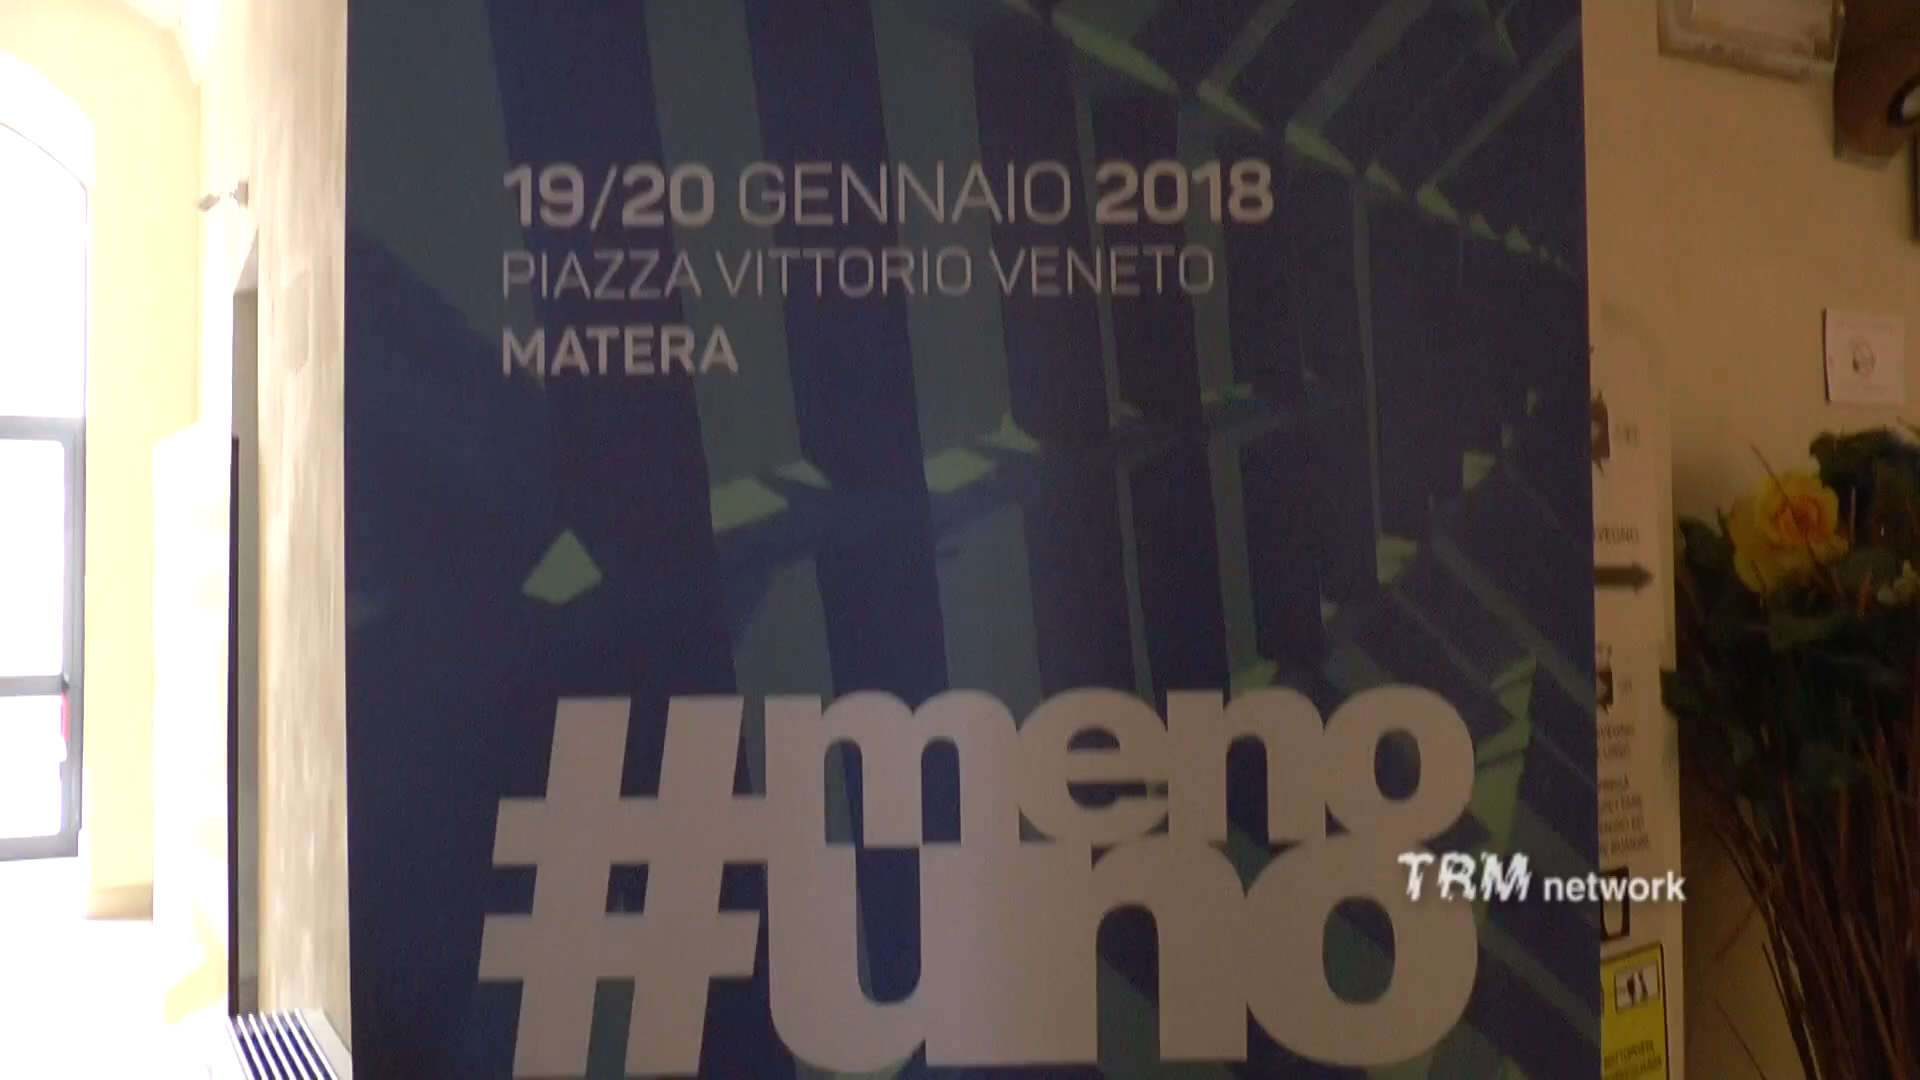 19/20 GENNAIO 2018
PIAZZA VITTORIO VENETO
MATERA
#meno
#uno
TRM network